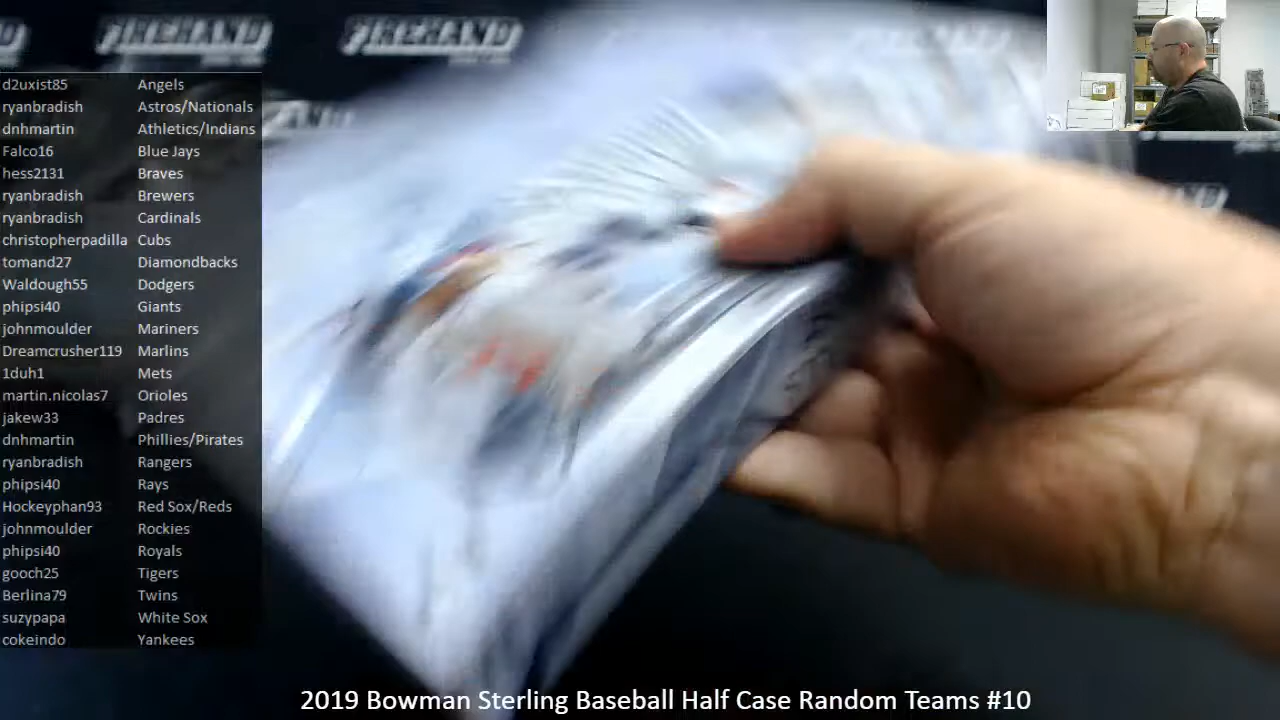 FIREHAND FIREHAND
d2uxist85 Angels
ryanbradish Astros/Nationals
dnhmartin Athletics/Indians
Falco16 Blue Jays
hess2131 Braves
ryanbradish Brewers
ryanbradish Cardinals
christopherpadilla Cubs
tomand27 Diamondbacks
Waldough55 Dodgers
phipsi40 Giants
johnmoulder Mariners
Dreamcrusher119 Marlins
1duh1 Mets
martin.nicolas7 Orioles
jakew33 Padres
dnhmartin Phillies/Pirates
ryanbradish Rangers
phipsi40 Rays
Hockeyphan93 Red Sox/Reds
johnmoulder Rockies
phipsi40 Royals
gooch25 Tigers
Berlina79 Twins
suzypapa White Sox
cokeindo Yankees
2019 Bowman Sterling Baseball Half Case Random Teams #10